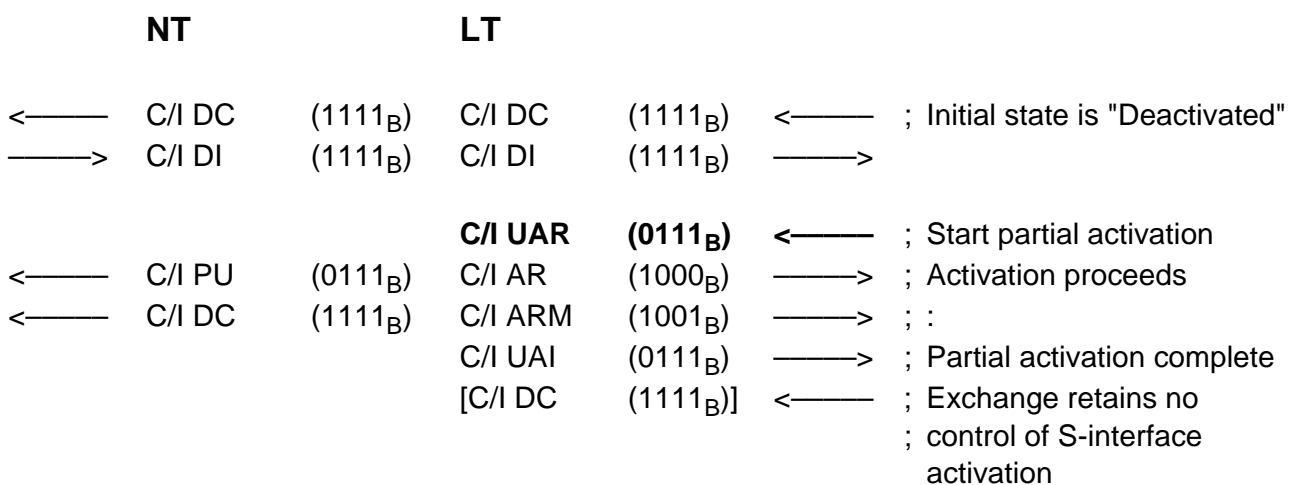 NT LT
<––––– C/I DC (1111B) C/I DC (1111B) <––––– ; Initial state is "Deactivated"
–––––> C/I DI (1111B) C/I DI (1111B) –––––>
C/I UAR (0111B) <––––– ; Start partial activation
<––––– C/I PU (0111B) C/I AR (1000B) –––––> ; Activation proceeds
<––––– C/I DC (1111B) C/I ARM (1001B) –––––> ; :
C/I UAI (0111B) –––––> ; Partial activation complete
[C/I DC (1111B)] <––––– ; Exchange retains no
; control of S-interface
activation